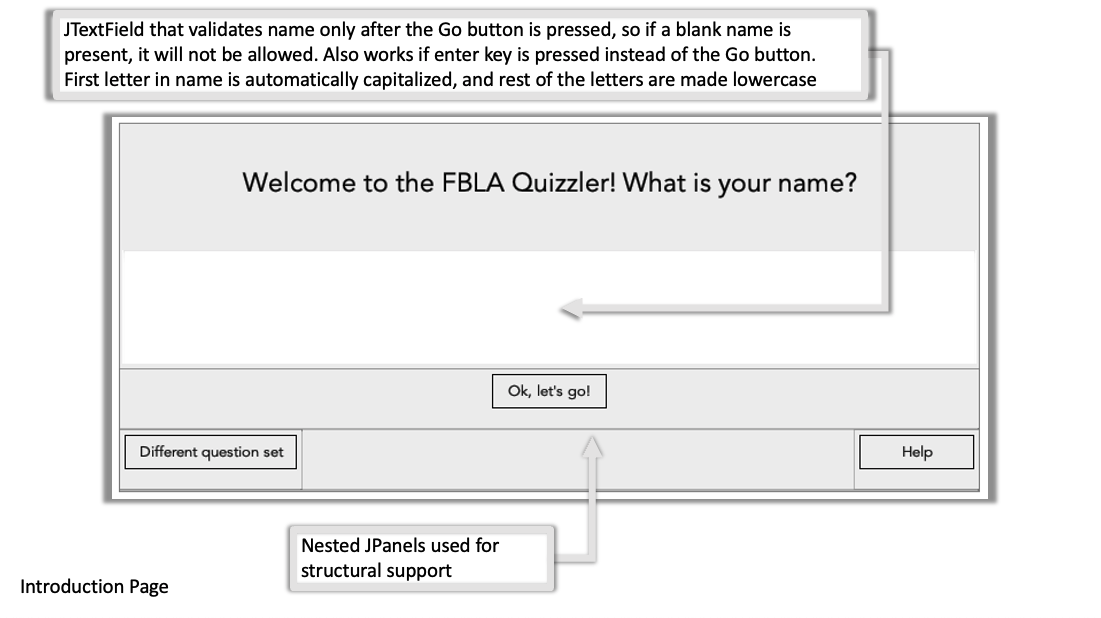 JTextField that validates name only after the Go button is pressed, so if a blank name is
present, it will not be allowed. Also works if enter key is pressed instead of the Go button.
First letter in name is automatically capitalized, and rest of the letters are made lowercase
Welcome to the FBLA Quizzler! What is your name?
Ok, let's go!
Different question set
Help
Nested JPanels used for
structural support
Introduction Page